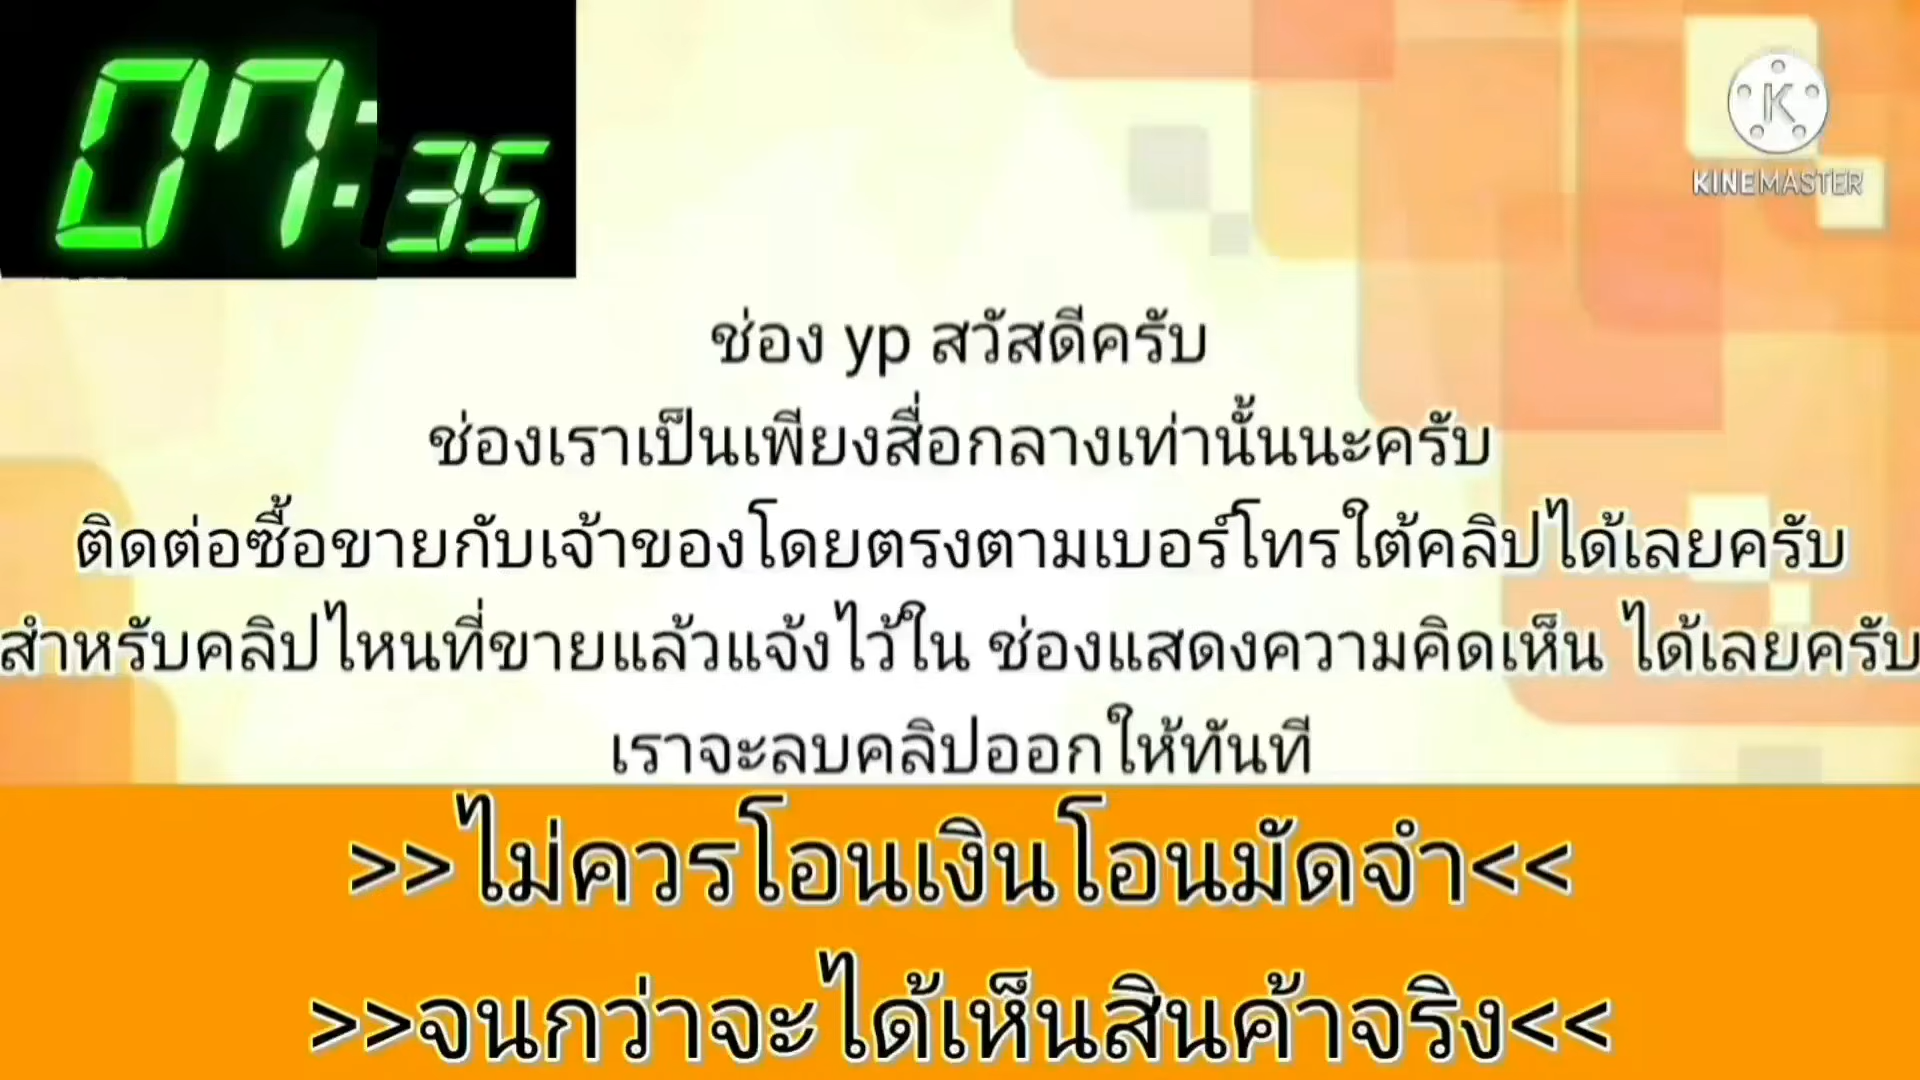 07:35
KINEMASTER
ช่อง yp สวัสดีครับ
ช่องเราเป็นเพียงสื่อกลางเท่านั้นนะครับ
ติดต่อซื้อขายกับเจ้าของโดยตรงตามเบอร์โทรใต้คลิปได้เลยครับ
สำหรับคลิปไหนที่ขายแล้วแจ้งไว้ใน ช่องแสดงความคิดเห็น ได้เลยครับ
เราจะลบคลิปออกให้ทันที
>>ไม่ควรโอนเงินโอนมัดจำ<<
>>จนกว่าจะได้เห็นสินค้าจริง<<